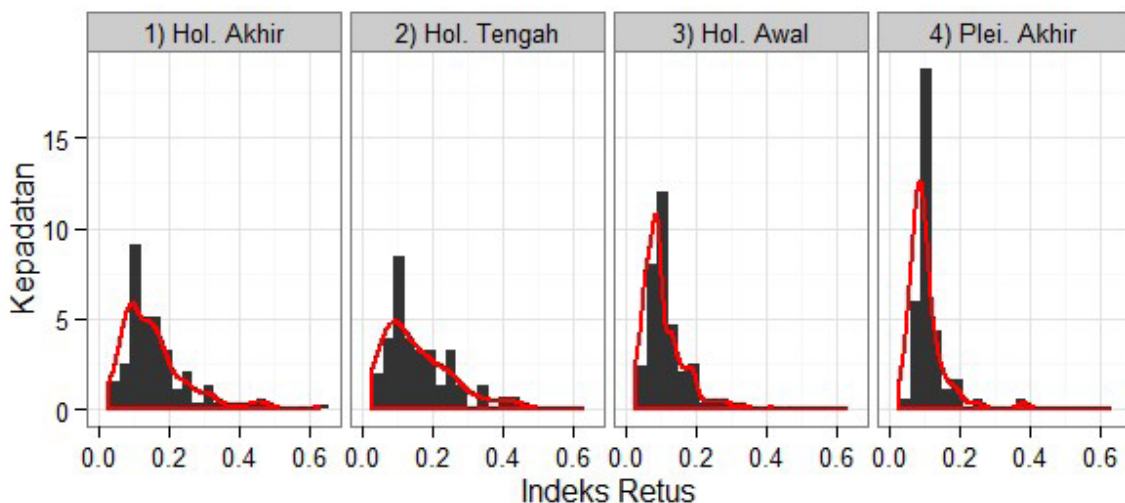 1) Hol. Akhir 2) Hol. Tengah 3) Hol. Awal 4) Plei. Akhir
Kepadatan
15
10
5
0
0.0 0.2 0.4 0.6 0.0 0.2 0.4 0.6 0.0 0.2 0.4 0.6 0.0 0.2 0.4 0.6
Indeks Retus